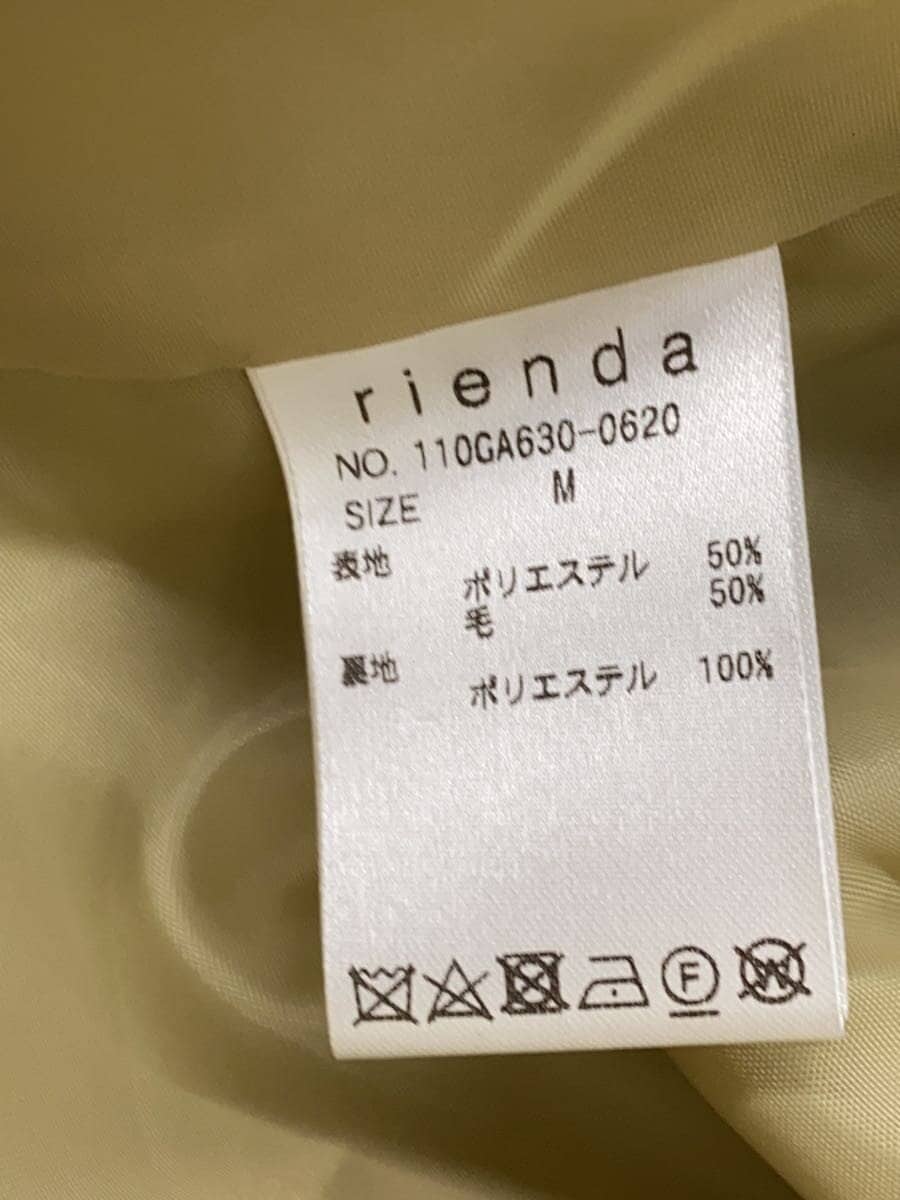 rienda
NO. 110GA630-0620
SIZE M
表地 ポリエステル 50%
毛 50%
裏地 ポリエステル 100%
F W